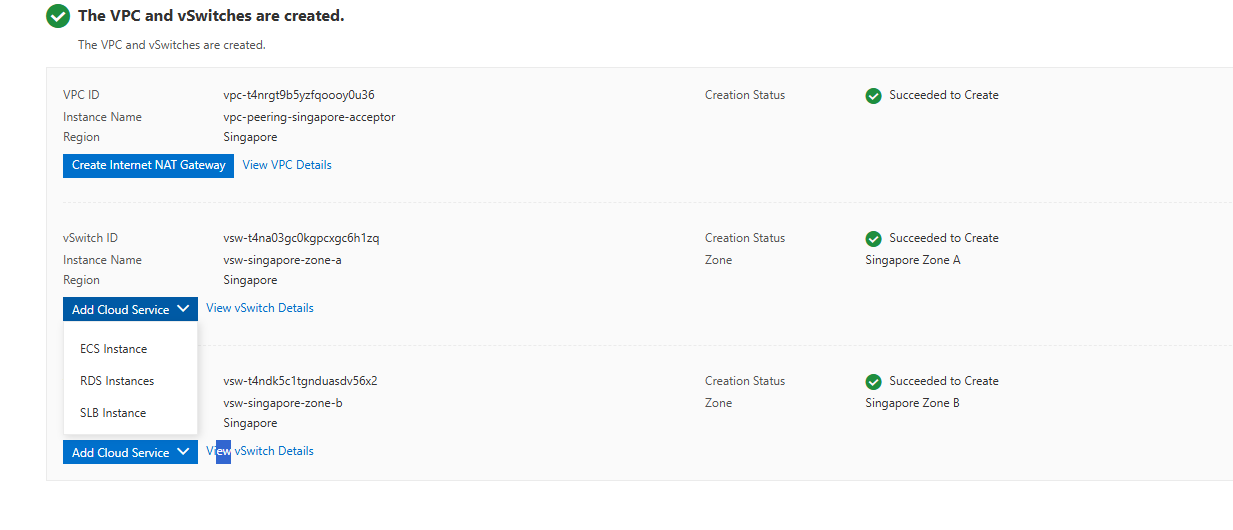 The VPC and vSwitches are created.
The VPC and vSwitches are created.
VPC ID vpc-t4nrgt9b5yzfqoooy0u36 Creation Status Succeeded to Create
Instance Name vpc-peering-singapore-acceptor
Region Singapore
Create Internet NAT Gateway View VPC Details
vSwitch ID vsw-t4na03gc0kgpcxgc6h1zq Creation Status Succeeded to Create
Instance Name vsw-singapore-zone-a Zone Singapore Zone A
Region Singapore
Add Cloud Service View vSwitch Details
ECS Instance
RDS Instances vsw-t4ndk5c1tgnduasdv56x2 Creation Status Succeeded to Create
vsw-singapore-zone-b Zone Singapore Zone B
SLB Instance
Singapore
Add Cloud Service View vSwitch Details